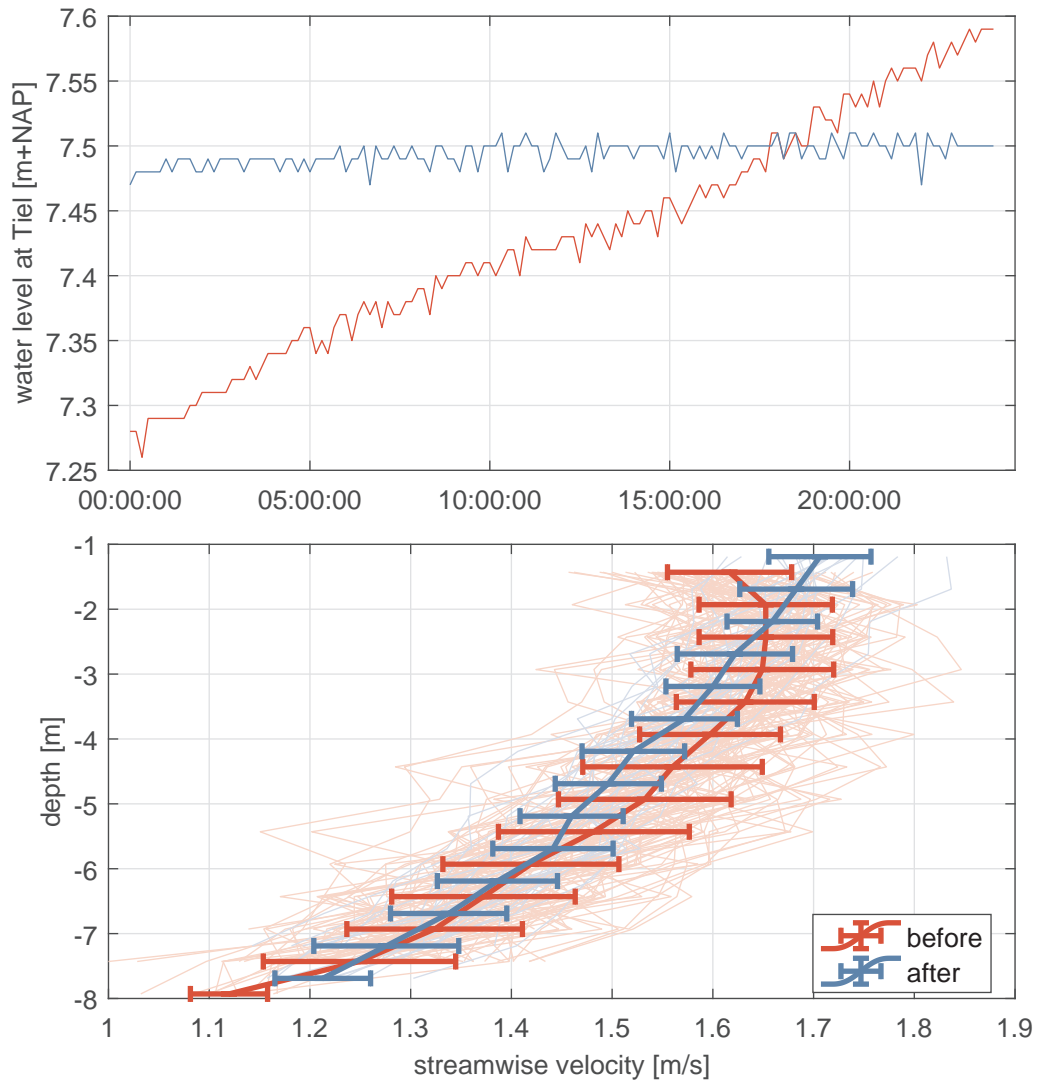 7.6
7.55
7.5
7.45
7.4
7.35
7.3
7.25
water level at Tiel [m+NAP]
00:00:00 05:00:00 10:00:00 15:00:00 20:00:00
-1
-2
-3
-4
-5
-6
-7
-8
depth [m]
before
after
1 1.1 1.2 1.3 1.4 1.5 1.6 1.7 1.8 1.9
streamwise velocity [m/s]